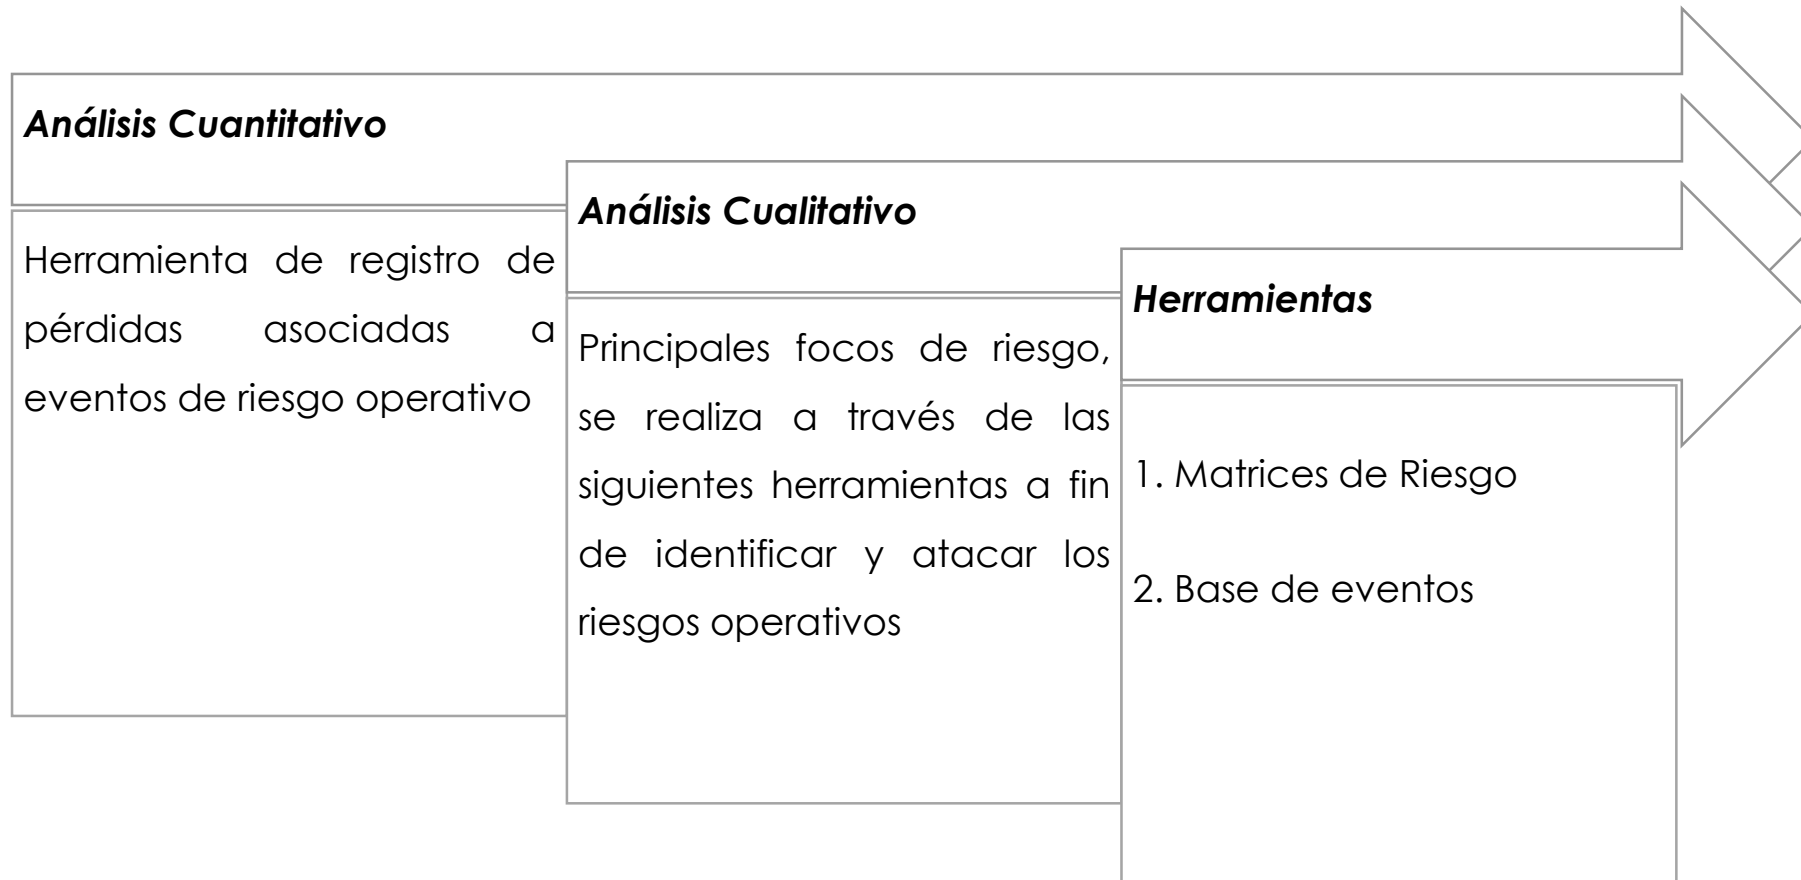 Análisis Cuantitativo
Herramienta de registro de
pérdidas asociadas a
eventos de riesgo operativo
Análisis Cualitativo
Principales focos de riesgo,
se realiza a través de las
siguientes herramientas a fin
de identificar y atacar los
riesgos operativos
Herramientas
1. Matrices de Riesgo
2. Base de eventos